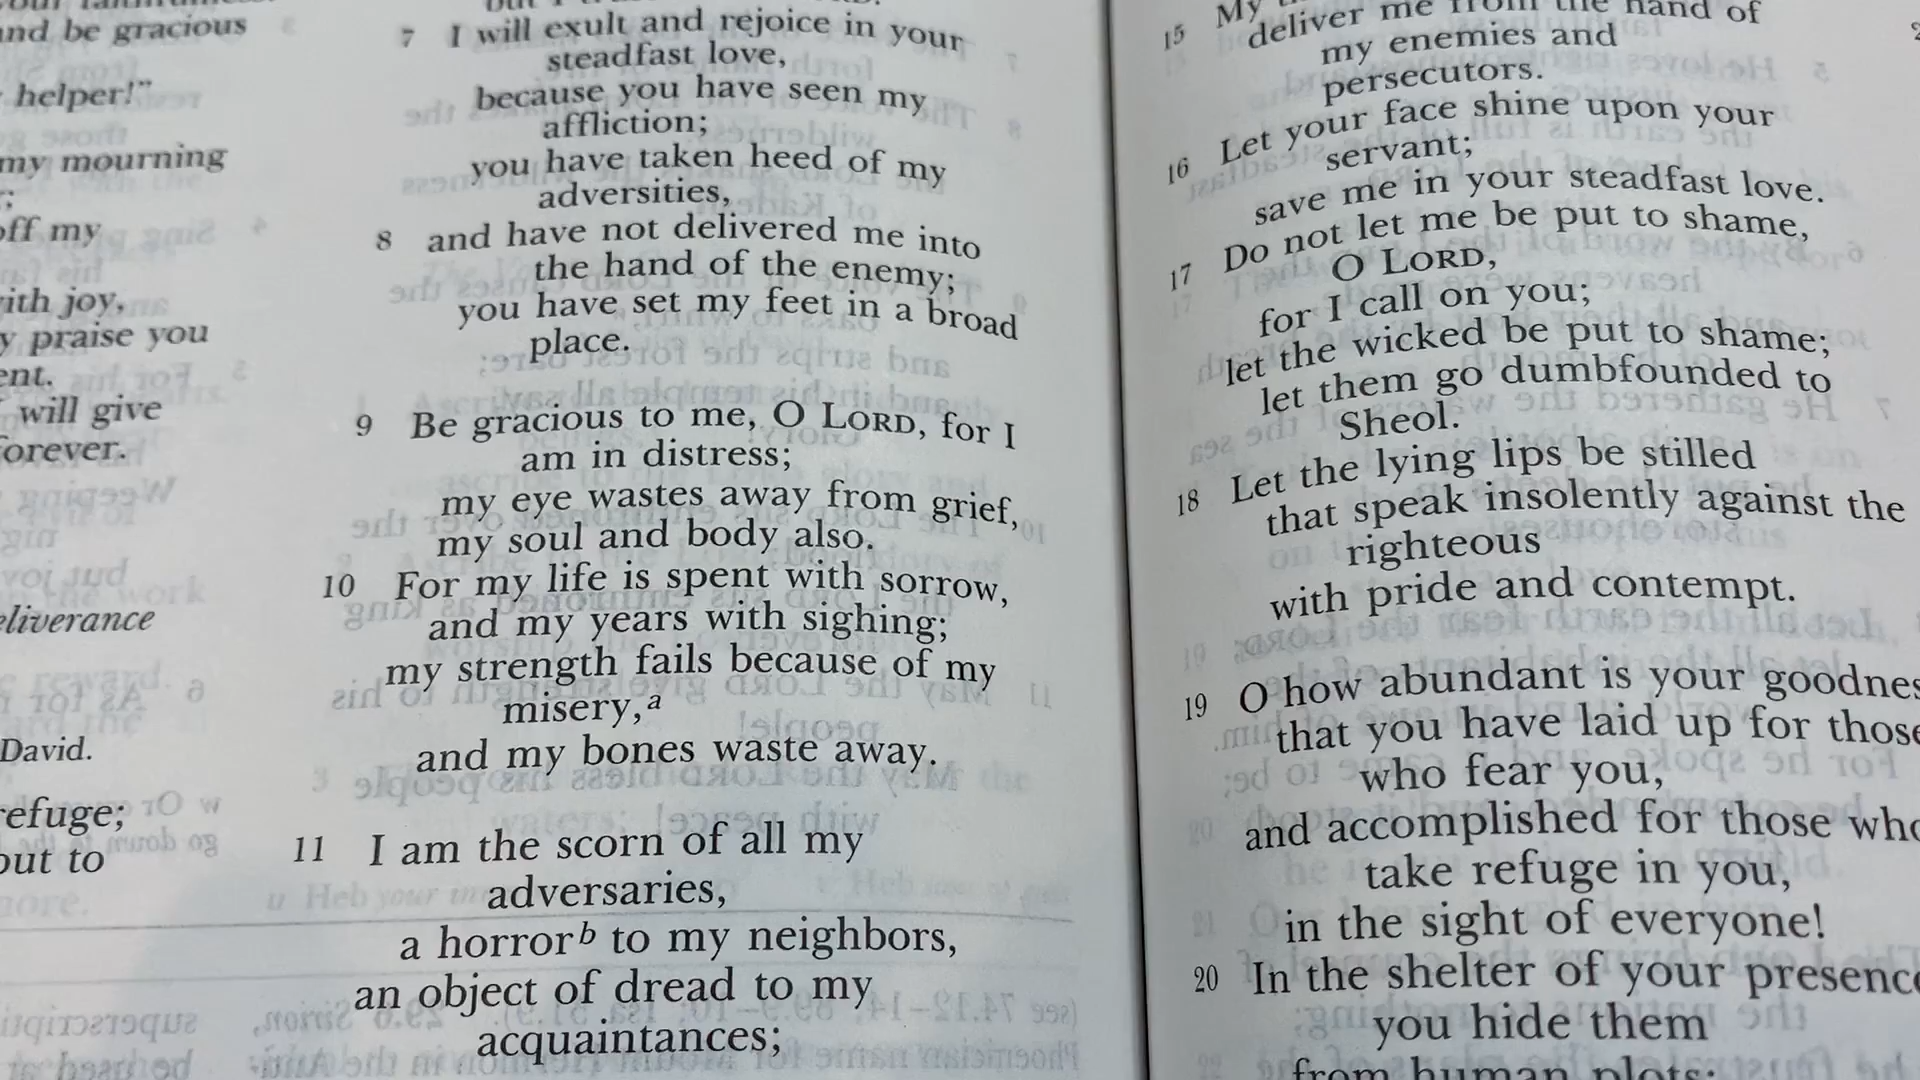 and be gracious
helper!"
my mourning
off my
with joy,
praise you
will give
forever.
deliverance
David.
refuge;
put to
7 I will exult and rejoice in your
steadfast love,
because you have seen my
affliction;
you have taken heed of my
adversities,
8 and have not delivered me into
the hand of the enemy;
you have set my feet in a broad
place.
9 Be gracious to me, O LORD, for I
am in distress;
my eye wastes away from grief,
my soul and body also.
10 For my life is spent with sorrow,
and my years with sighing;
my strength fails because of my
misery,a
and my bones waste away.
11 I am the scorn of all my
adversaries,
a horrorb to my neighbors,
an object of dread to my
acquaintances;
15 My
deliver me from the hand of
my enemies and
persecutors.
16 Let your face shine upon your
servant;
save me in your steadfast love.
17 Do not let me be put to shame,
O LORD,
for I call on you;
let the wicked be put to shame;
let them go dumbfounded to
Sheol.
18 Let the lying lips be stilled
that speak insolently against the
righteous
with pride and contempt.
19 O how abundant is your goodness
that you have laid up for those
who fear you,
and accomplished for those who
take refuge in you,
in the sight of everyone!
20 In the shelter of your presence
you hide them
from human plots;